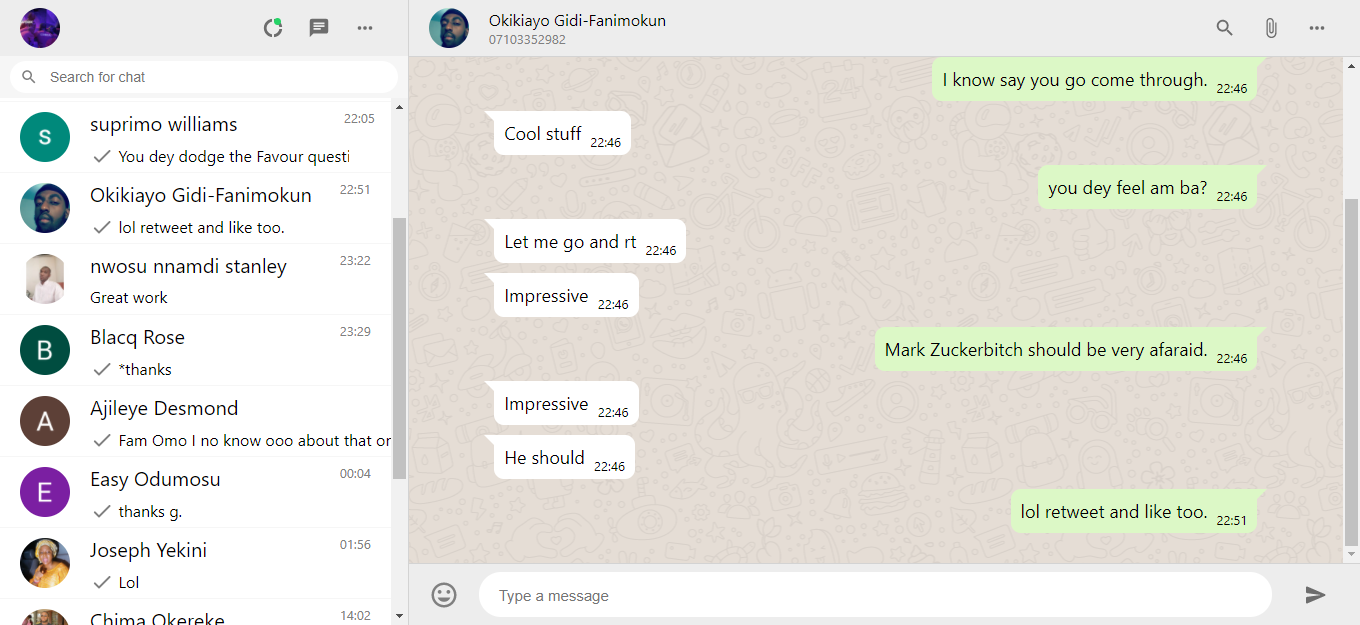 Search for chat
S
suprimo williams
22:05
You dey dodge the Favour questi
Okikiayo Gidi-Fanimokun
22:51
lol retweet and like too.
nwosu nnamdi stanley
23:22
Great work
B
Blacq Rose
23:29
*thanks
A
Ajileye Desmond
Fam Omo I no know ooo about that or
E
Easy Odumosu
00:04
thanks g.
Joseph Yekini
01:56
Lol
Chima Okereke
14:02
Okikiayo Gidi-Fanimokun
07103352982
I know say you go come through. 22:46
Cool stuff 22:46
you dey feel am ba? 22:46
Let me go and rt 22:46
Impressive 22:46
Mark Zuckerbitch should be very afaraid. 22:46
Impressive 22:46
He should 22:46
lol retweet and like too. 22:51
Type a message